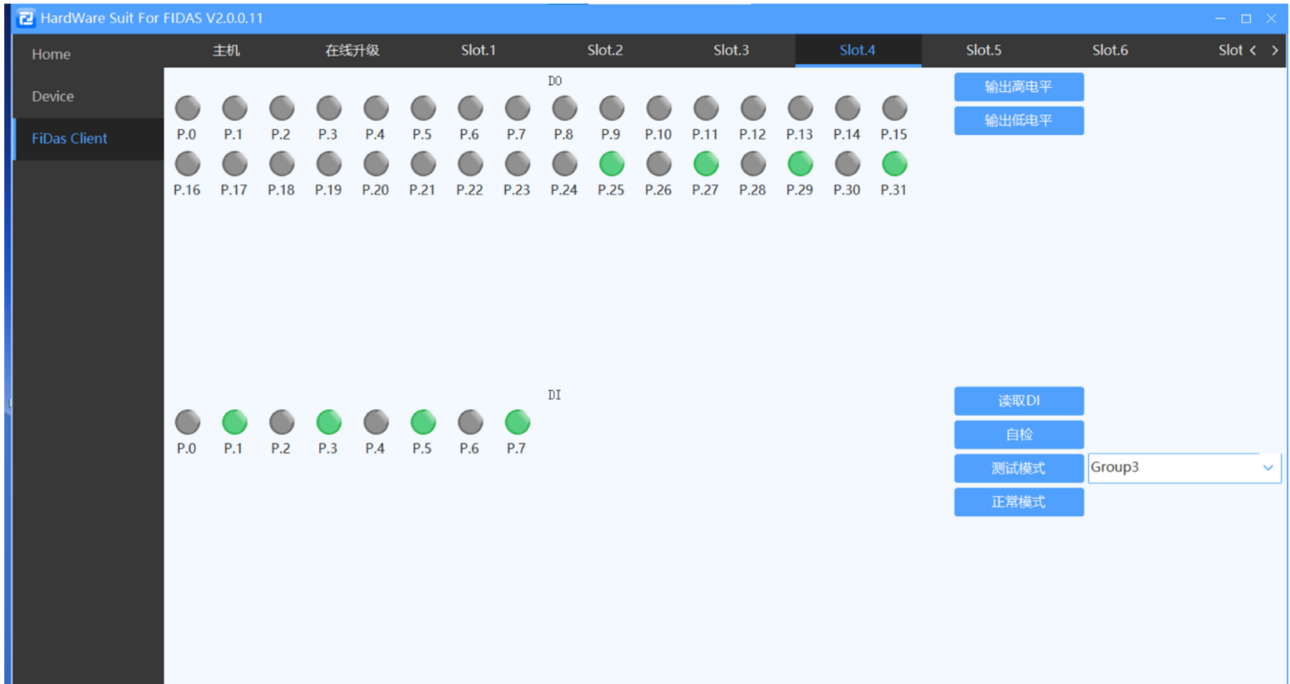 HardWare Suit For FIDAS V2.0.0.11
Home
Device
FiDas Client
主机 在线升级 Slot.1 Slot.2 Slot.3 Slot.4 Slot.5 Slot.6 Slot
DO
P.0 P.1 P.2 P.3 P.4 P.5 P.6 P.7 P.8 P.9 P.10 P.11 P.12 P.13 P.14 P.15
P.16 P.17 P.18 P.19 P.20 P.21 P.22 P.23 P.24 P.25 P.26 P.27 P.28 P.29 P.30 P.31
输出高电平
输出低电平
DI
P.0 P.1 P.2 P.3 P.4 P.5 P.6 P.7
读取DI
自检
测试模式 Group3
正常模式